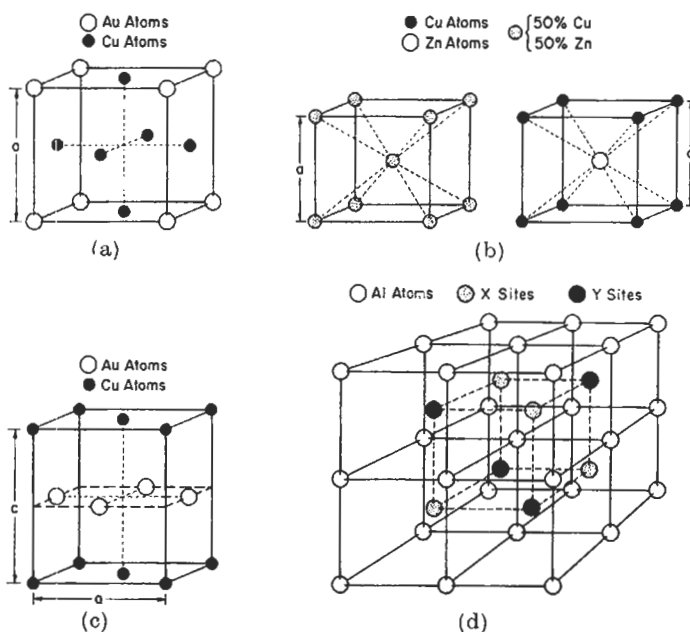 Au Atoms
Cu Atoms
a
(a)
Cu Atoms
Zn Atoms
50% Cu
50% Zn
a
a
(b)
Au Atoms
Cu Atoms
c
a
(c)
Al Atoms
X Sites
Y Sites
(d)